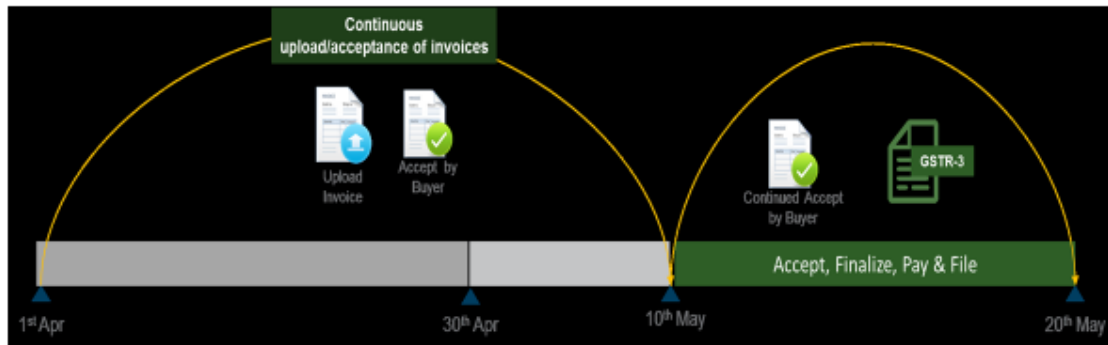 Continuous
upload/acceptance of invoices
Upload
Invoice
Accept by
Buyer
Continued Accept
by Buyer
GSTR-3
Accept, Finalize, Pay & File
1st Apr
30th Apr
10th May
20th May